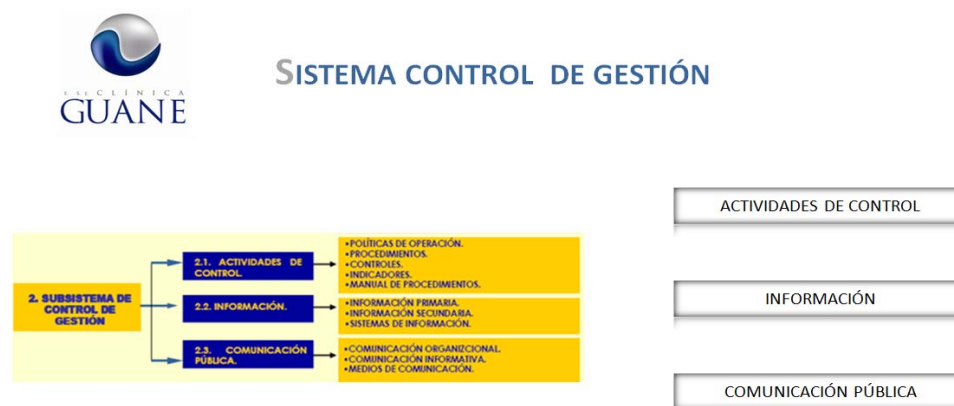 ESE CLÍNICA
GUANE
SISTEMA CONTROL DE GESTIÓN
2. SUBSISTEMA DE
CONTROL DE
GESTIÓN
2.1. ACTIVIDADES DE
CONTROL.
•POLÍTICAS DE OPERACIÓN.
•PROCEDIMIENTOS.
•CONTROLES.
•INDICADORES.
•MANUAL DE PROCEDIMIENTOS.
2.2. INFORMACIÓN.
•INFORMACIÓN PRIMARIA.
•INFORMACIÓN SECUNDARIA.
•SISTEMAS DE INFORMACIÓN.
2.3. COMUNICACIÓN
PÚBLICA.
•COMUNICACIÓN ORGANIZCIONAL.
•COMUNICACIÓN INFORMATIVA.
•MEDIOS DE COMUNICACIÓN.
ACTIVIDADES DE CONTROL
INFORMACIÓN
COMUNICACIÓN PÚBLICA